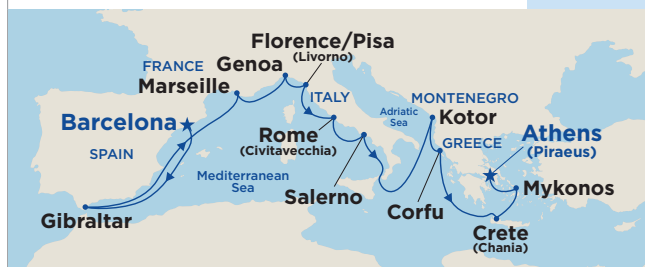 Florence/Pisa
(Livorno)
Genoa
FRANCE
Marseille
ITALY
MONTENEGRO
Adriatic
Sea
Kotor
Barcelona
Rome
(Civitavecchia)
GREECE
Athens
(Piraeus)
SPAIN
Mediterranean
Sea
Salerno
Mykonos
Corfu
Gibraltar
Crete
(Chania)